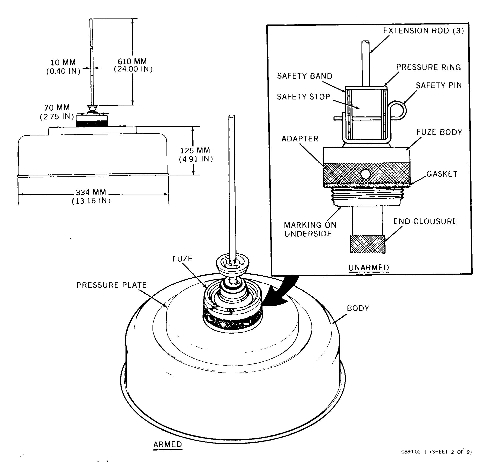 10 MM
(0.40 IN)
610 MM
(24.00 IN)
70 MM
(2.75 IN)
125 MM
(4.91 IN)
334 MM
(13.16 IN)
EXTENSION ROD (3)
PRESSURE RING
SAFETY BAND
SAFETY STOP
SAFETY PIN
ADAPTER
FUZE BODY
GASKET
MARKING ON
UNDERSIDE
END CLOSURE
UNARMED
FUZE
PRESSURE PLATE
BODY
ARMED
(SHEET 2 OF 9)